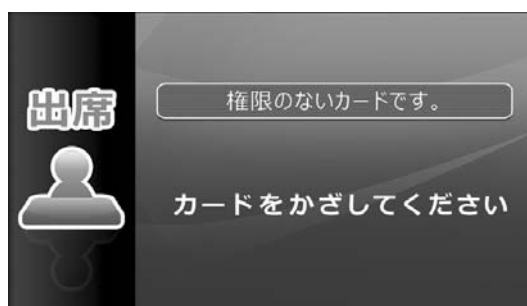 出席
権限のないカードです。
カードをかざしてください